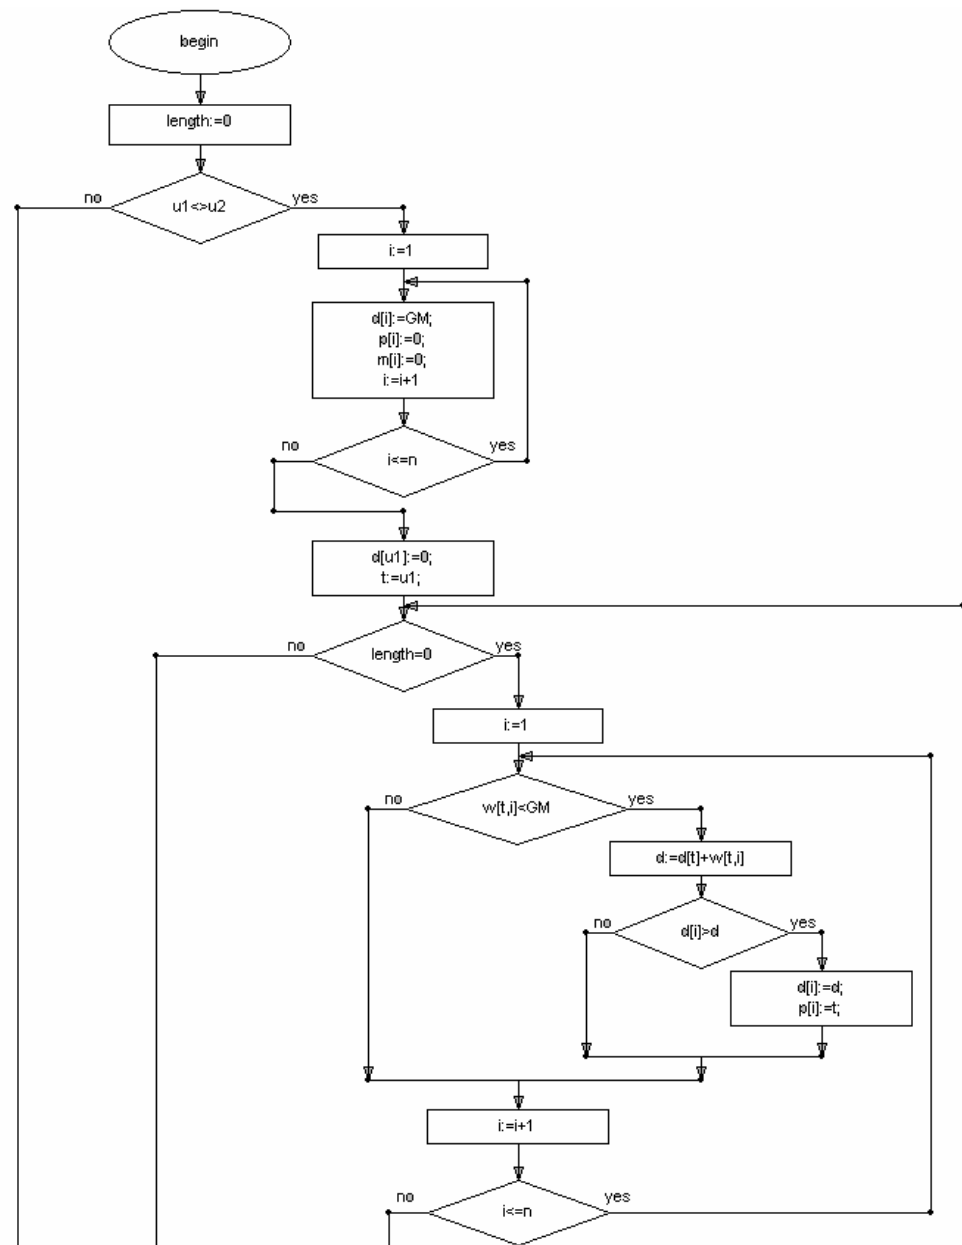 begin
length:=0
no
yes
u1<>u2
i:=1
d[i]:=GM;
p[i]:=0;
m[i]:=0;
i:=i+1
no
yes
i<=n
d[u1]:=0;
t:=u1;
no
yes
length=0
i:=1
no
yes
w[t,i]<GM
d:=d[t]+w[t,i]
no
yes
d[i]>d
d[i]:=d;
p[i]:=t;
i:=i+1
no
yes
i<=n